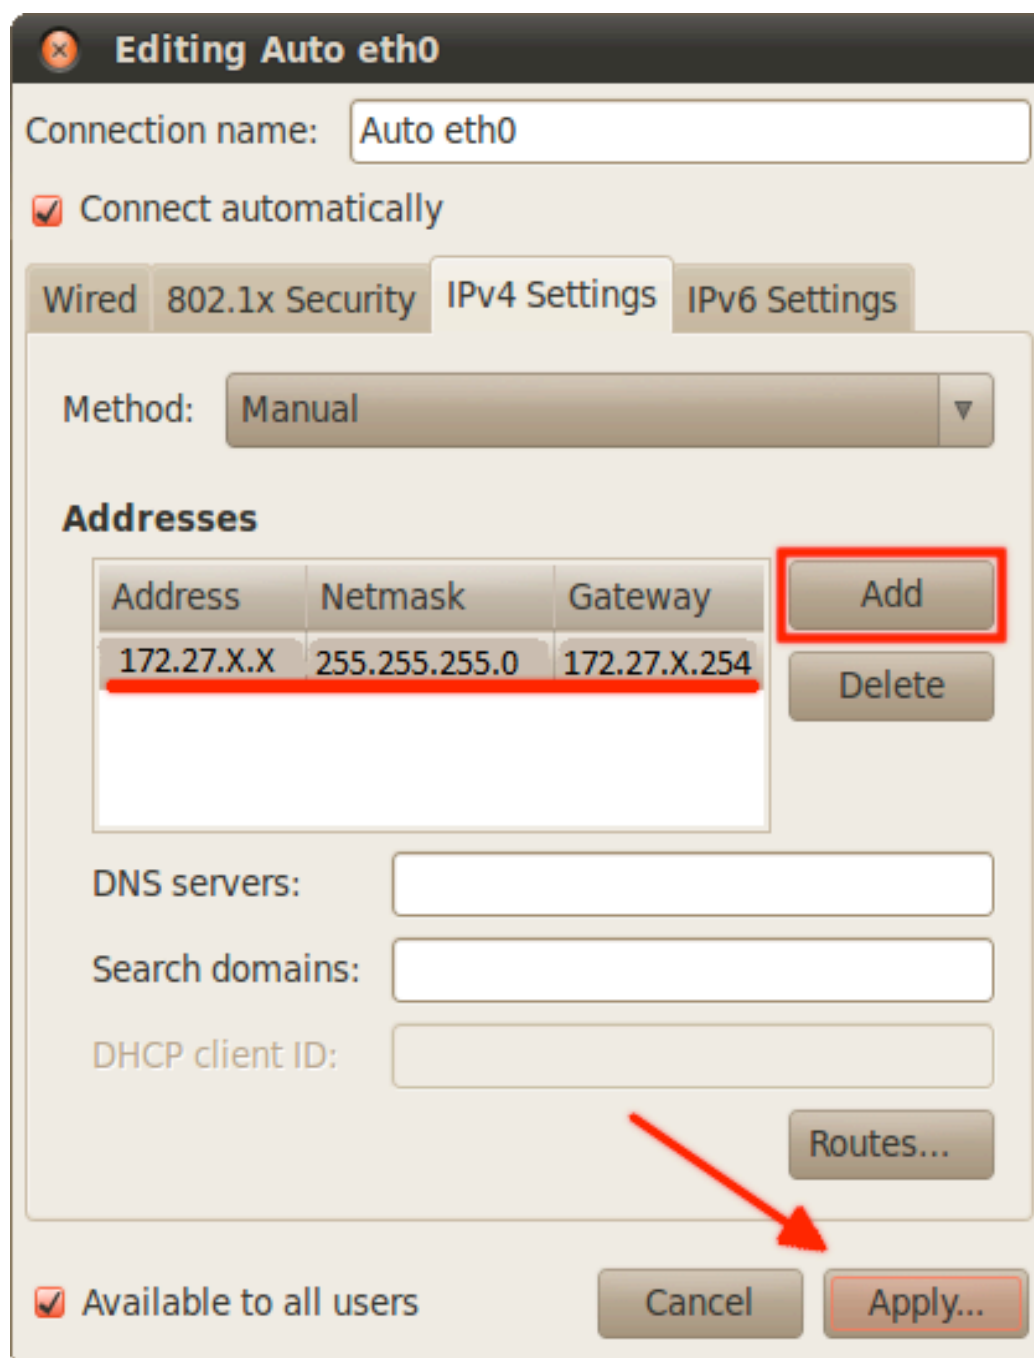 Editing Auto eth0
Connection name: Auto eth0
Connect automatically
Wired 802.1x Security IPv4 Settings IPv6 Settings
Method: Manual
Addresses
Address Netmask Gateway Add
172.27.X.X 255.255.255.0 172.27.X.254
Delete
DNS servers:
Search domains:
DHCP client ID:
Routes...
Available to all users Cancel Apply...